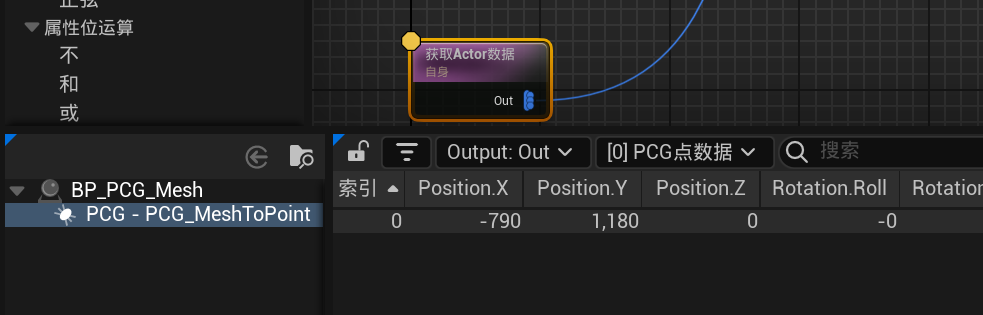 正弦
属性位运算
不
和
或
获取Actor数据
自身
Out
Output: Out
[0] PCG点数据
搜索
BP_PCG_Mesh
PCG - PCG_MeshToPoint
索引 Position.X Position.Y Position.Z Rotation.Roll Rotation
0 -790 1,180 0 -0